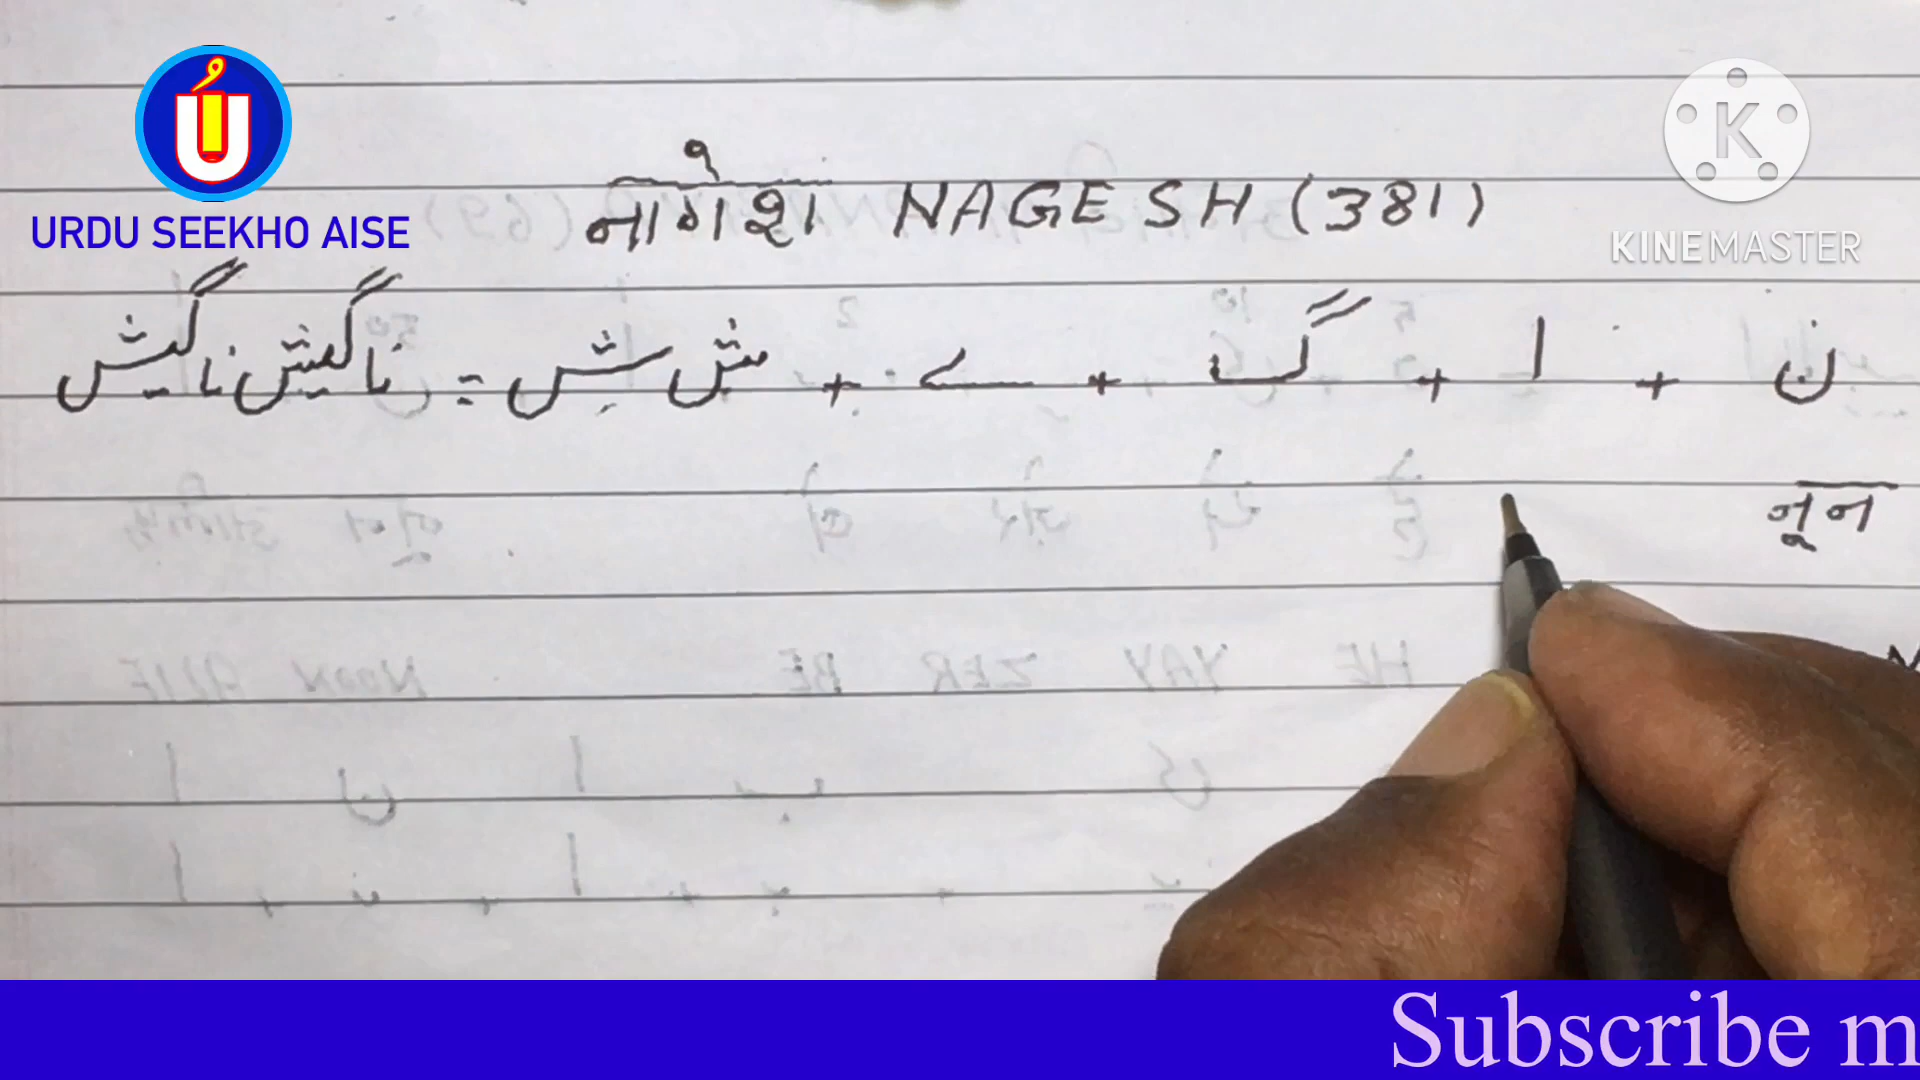 URDU SEEKHO AISE
K
KINEMASTER
नागेश NAGESH (381)
ن + ا + گ + ے + ش ش = ناگیش ناگیش
नून
Subscribe m